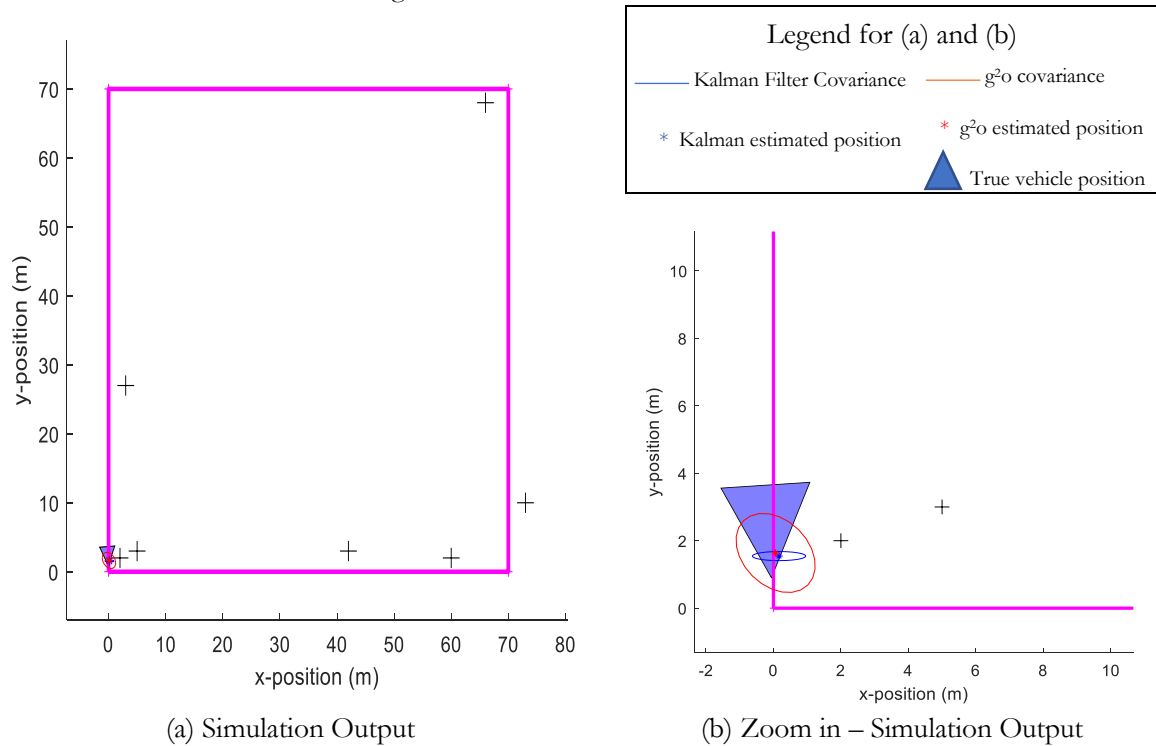 Legend for (a) and (b)
Kalman Filter Covariance
g²o covariance
* Kalman estimated position
* g²o estimated position
True vehicle position
70
60
50
40
30
20
10
0
y-position (m)
0 10 20 30 40 50 60 70 80
x-position (m)
(a) Simulation Output
10
8
6
4
2
0
y-position (m)
-2 0 2 4 6 8 10
x-position (m)
(b) Zoom in – Simulation Output